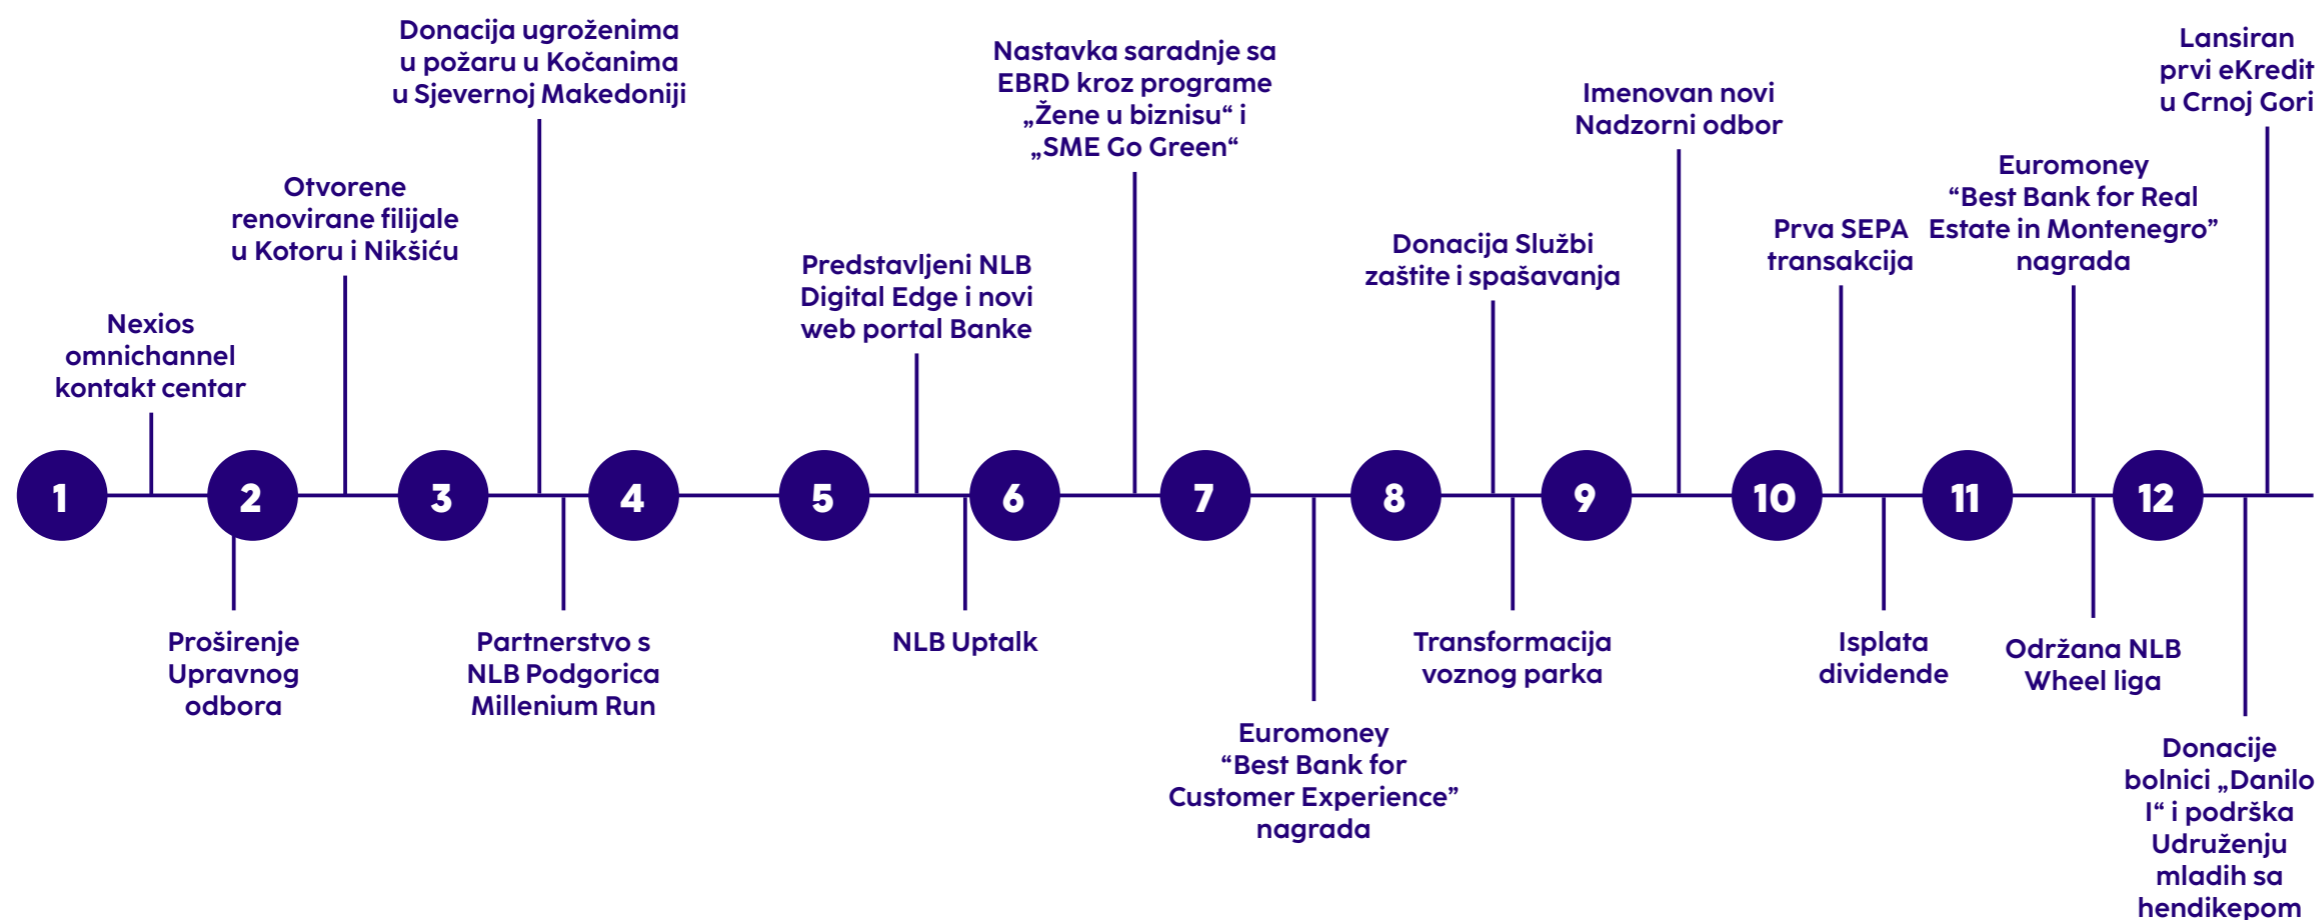 Donacija ugroženima
u požaru u Kočanima
u Sjevernoj Makedoniji
Nastavka saradnje sa
EBRD kroz programe
„Žene u biznisu“ i
„SME Go Green“
Lansiran
prvi eKredit
u Crnoj Gori
Imenovan novi
Nadzorni odbor
Otvorene
renovirane filijale
u Kotoru i Nikšiću
Euromoney
“Best Bank for Real
Estate in Montenegro”
nagrada
Prva SEPA
transakcija
Donacija Službi
zaštite i spašavanja
Predstavljeni NLB
Digital Edge i novi
web portal Banke
Nexios
omnichannel
kontakt centar
1 2 3 4 5 6 7 8 9 10 11 12
Proširenje
Upravnog
odbora
Partnerstvo s
NLB Podgorica
Millenium Run
NLB Uptalk
Euromoney
“Best Bank for
Customer Experience”
nagrada
Transformacija
voznog parka
Isplata
dividende
Održana NLB
Wheel liga
Donacije
bolnici „Danilo
I“ i podrška
Udruženju
mladih sa
hendikepom